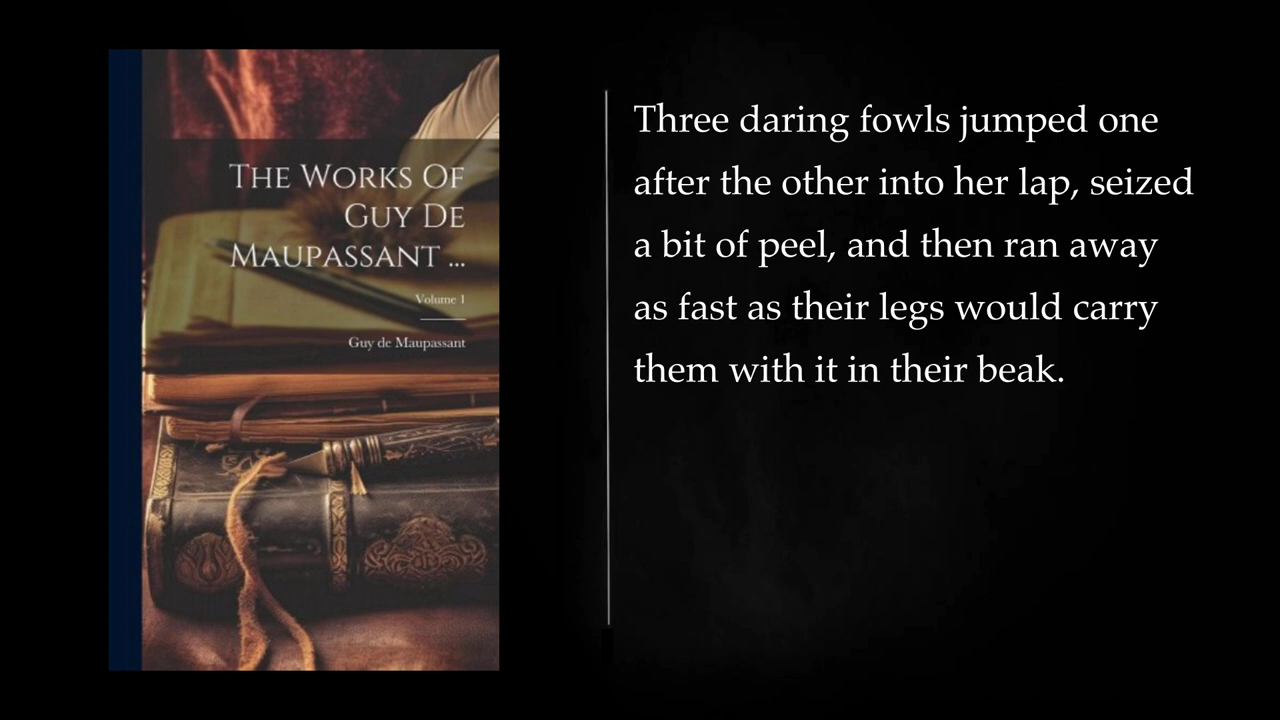 The Works Of
Guy De
Maupassant ...
Volume 1
Guy de Maupassant
Three daring fowls jumped one
after the other into her lap, seized
a bit of peel, and then ran away
as fast as their legs would carry
them with it in their beak.